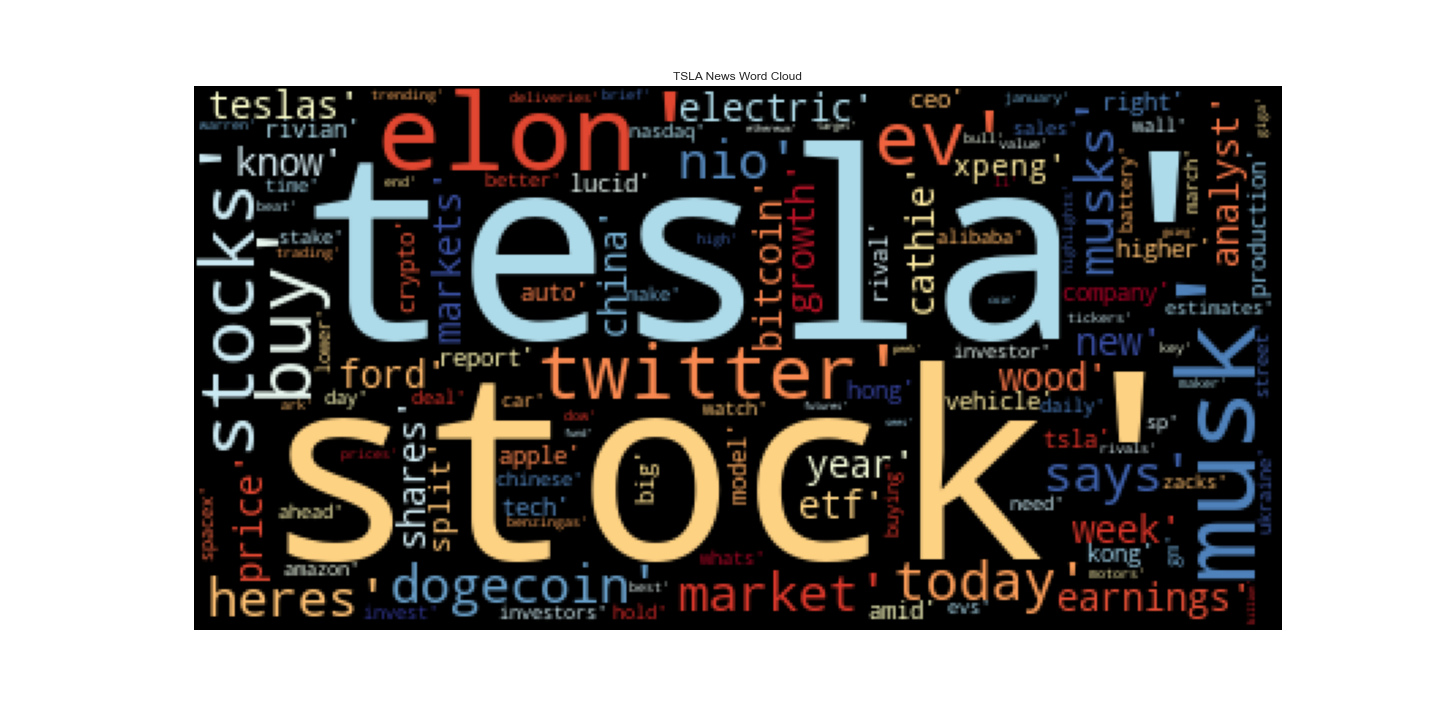 TSLA News Word Cloud
teslas'
trending'
elon'
deliveries'
brief'
electric'
ceo'
january'
right'
warren'
rivian'
nasdaq'
ethereum'
target'
ev'
bull'
value'
sales'
musks'
wall'
analyst'
giga'
know'
time'
beat'
end'
better'
lucid'
nio'
xpeng'
battery'
march'
production'
stocks'
buy'
stake'
trading'
tesla'
crypto'
markets'
auto'
china'
make'
high'
bitcoin'
growth'
rival'
cathie'
alibaba'
highlights'
higher'
going'
company'
tickers'
estimates'
lower'
ford'
report'
twitter'
investor'
new'
key'
musk'
street'
ark'
day'
deal'
car'
dow'
watch'
futures'
hong'
vehicle'
wood'
daily'
maker'
stock'
prices'
shares'
split'
apple'
chinese'
tech'
benzingas'
big'
model'
year'
etf'
buying'
tsla'
sp'
rivals'
says'
zacks'
need'
ukraine'
spacex'
price'
ahead'
amazon'
whats'
week'
kong'
motors'
go'
heres'
invest'
dogecoin'
best'
investors'
hold'
market'
today'
amid'
evs'
earnings'